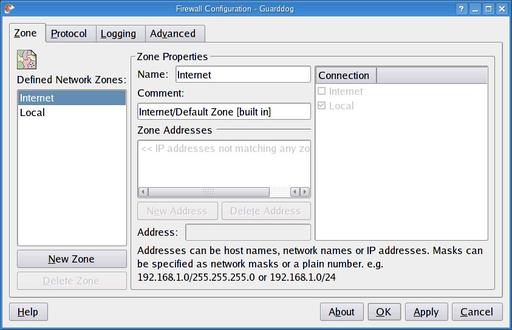 Firewall Configuration - Guarddog
Zone Protocol Logging Advanced
Defined Network Zones:
Internet
Local
New Zone
Delete Zone
Zone Properties
Name: Internet
Comment:
Internet/Default Zone [built in]
Zone Addresses
<< IP addresses not matching any zo
New Address Delete Address
Address:
Connection
Internet
Local
Addresses can be host names, network names or IP addresses. Masks can
be specified as network masks or a plain number. e.g.
192.168.1.0/255.255.255.0 or 192.168.1.0/24
Help About OK Apply Cancel